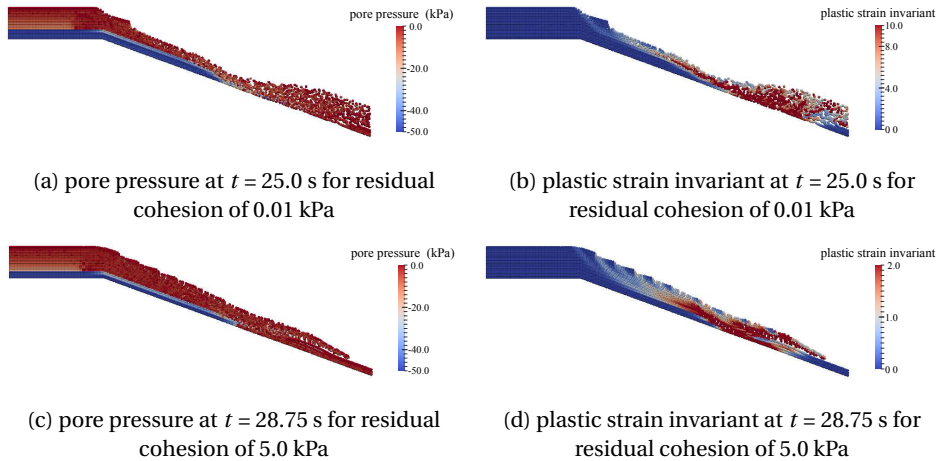 pore pressure (kPa)
0.0
-20.0
-40.0
-50.0
plastic strain invariant
10.0
8.0
4.0
0 0
(a) pore pressure at t = 25.0 s for residual
cohesion of 0.01 kPa
(b) plastic strain invariant at t = 25.0 s for
residual cohesion of 0.01 kPa
pore pressure (kPa)
0.0
-20.0
-40.0
-50.0
plastic strain invariant
2.0
1.0
0.0
(c) pore pressure at t = 28.75 s for residual
cohesion of 5.0 kPa
(d) plastic strain invariant at t = 28.75 s for
residual cohesion of 5.0 kPa